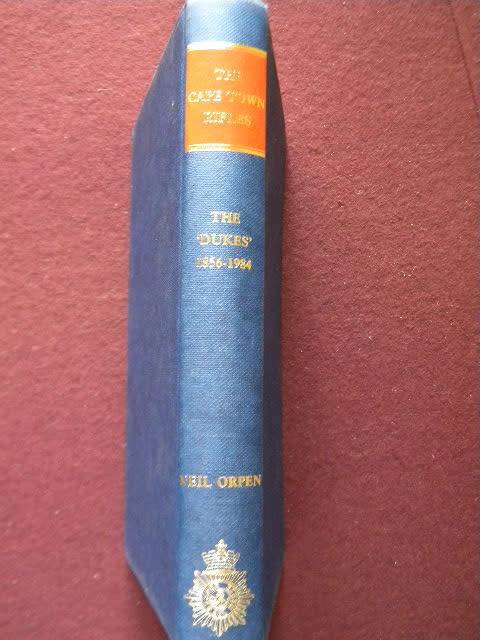 THE
CAPE TOWN
RIFLES
THE
'DUKES'
1856-1984
NEIL ORPEN